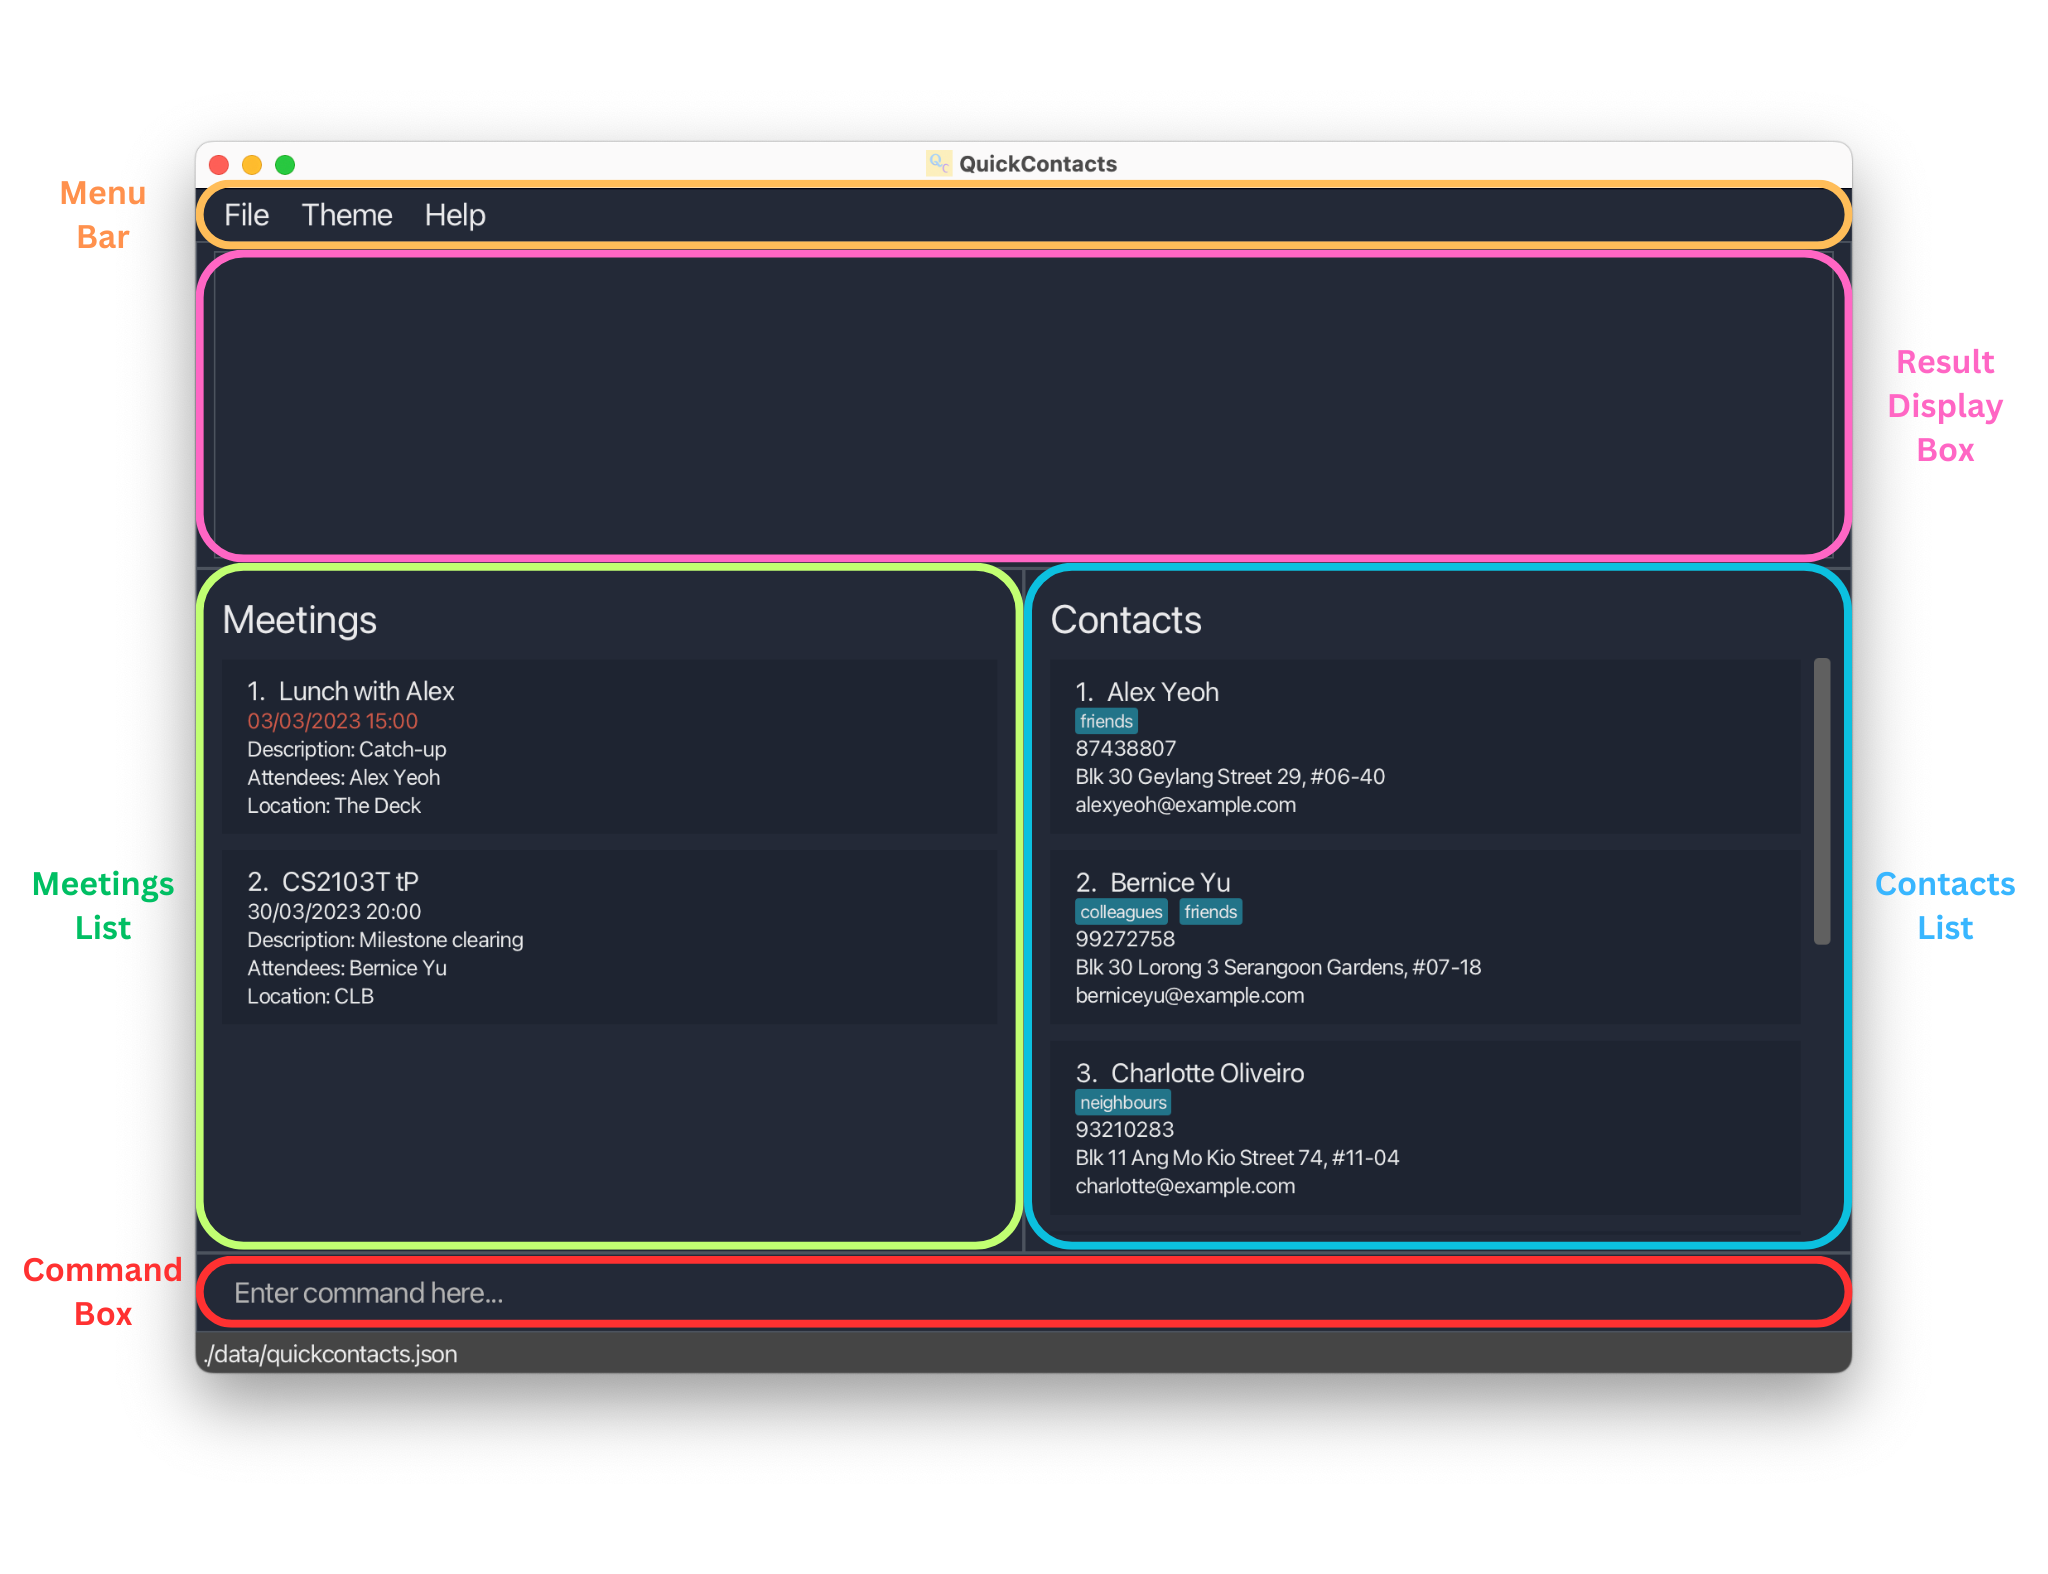 QC QuickContacts
Menu
Bar
File Theme Help
Result
Display
Box
Meetings
1. Lunch with Alex
03/03/2023 15:00
Description: Catch-up
Attendees: Alex Yeoh
Location: The Deck
2. CS2103T tP
30/03/2023 20:00
Description: Milestone clearing
Attendees: Bernice Yu
Location: CLB
Meetings
List
Contacts
1. Alex Yeoh
friends
87438807
Blk 30 Geylang Street 29, #06-40
alexyeoh@example.com
2. Bernice Yu
colleagues friends
99272758
Blk 30 Lorong 3 Serangoon Gardens, #07-18
berniceyu@example.com
3. Charlotte Oliveiro
neighbours
93210283
Blk 11 Ang Mo Kio Street 74, #11-04
charlotte@example.com
Contacts
List
Command
Box
Enter command here...
./data/quickcontacts.json